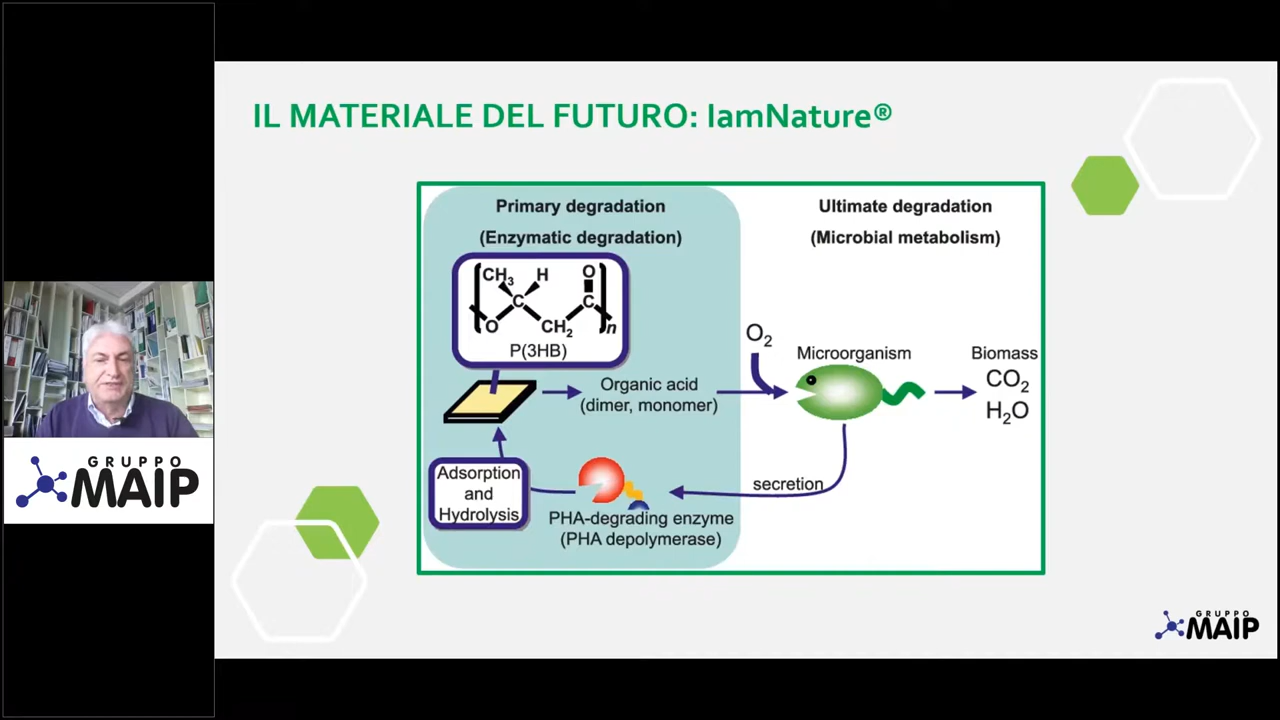 IL MATERIALE DEL FUTURO: IamNature®
Primary degradation
(Enzymatic degradation)
Ultimate degradation
(Microbial metabolism)
CH₃
H
O
C
C
O
CH₂
n
P(3HB)
O₂
Microorganism
Biomass
CO₂
H₂O
Organic acid
(dimer, monomer)
Adsorption
and
Hydrolysis
secretion
PHA-degrading enzyme
(PHA depolymerase)
GRUPPO
MAIP
GRUPPO
MAIP